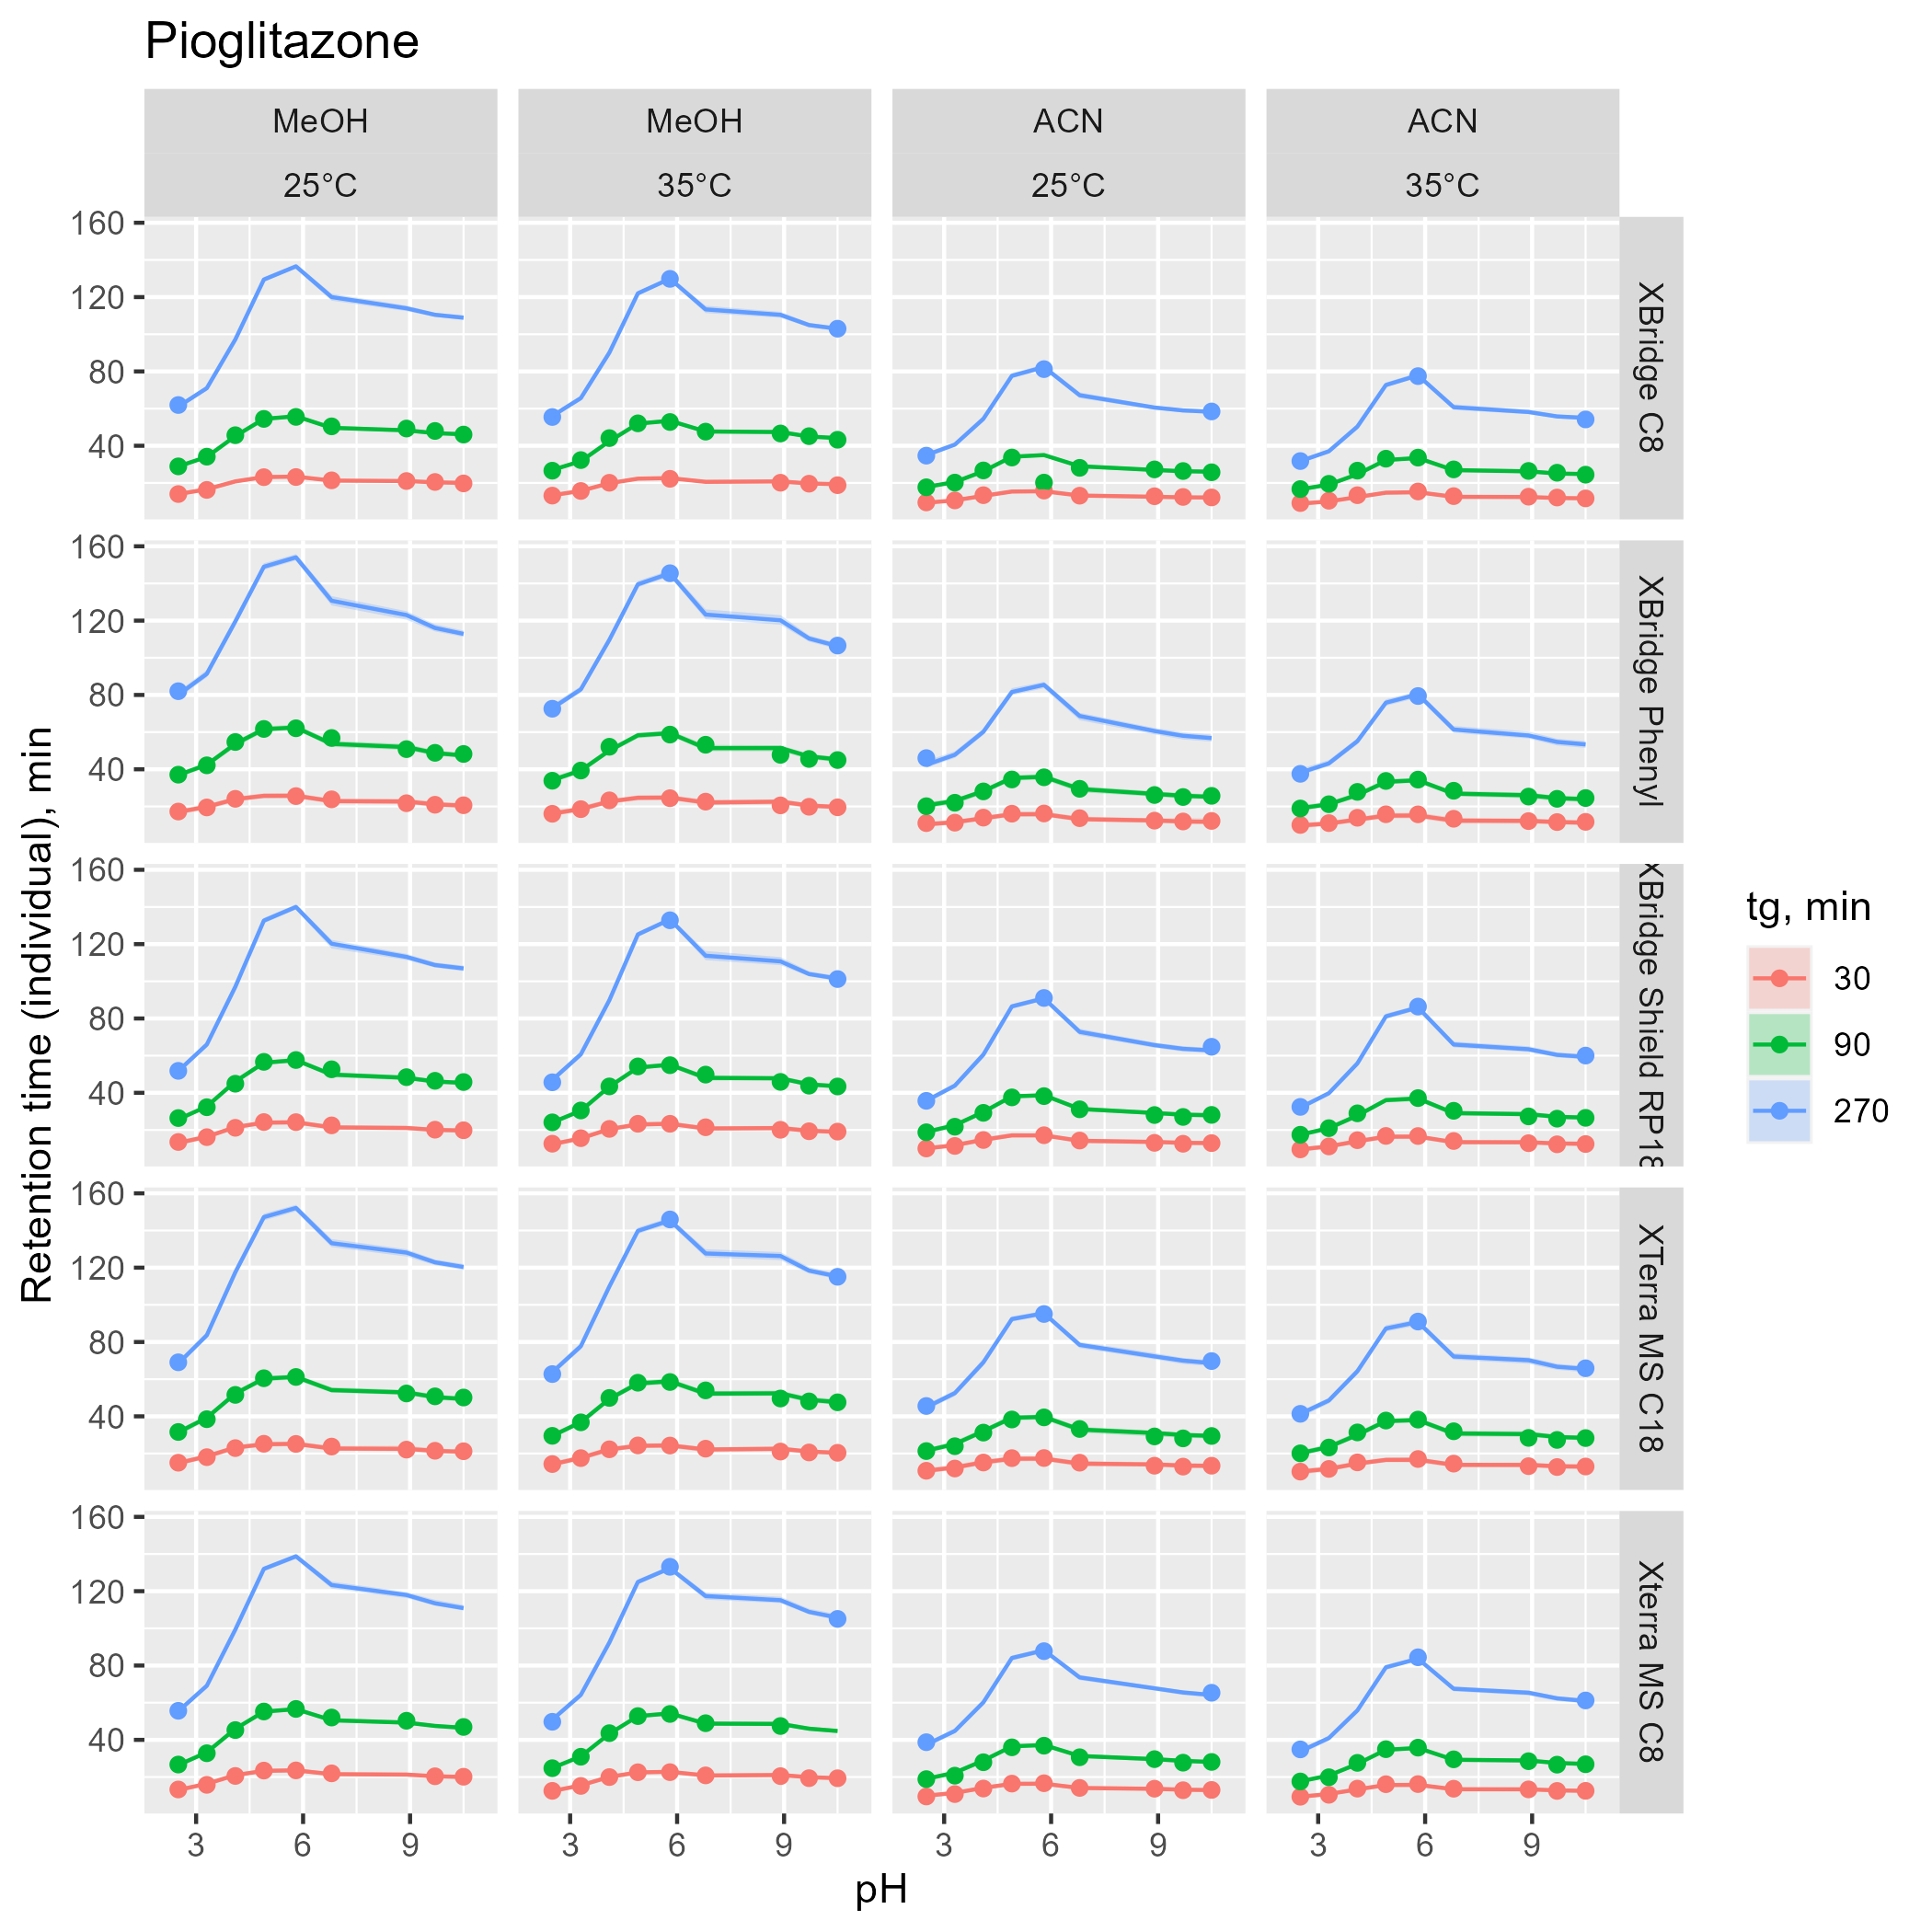 Pioglitazone
MeOH
MeOH
ACN
ACN
25°C
35°C
25°C
35°C
160
120
80
40
XBridge C8
160
120
80
40
XBridge Phenyl
160
120
80
40
XBridge Shield RP18
160
120
80
40
XTerra MS C18
160
120
80
40
Xterra MS C8
3
6
9
3
6
9
3
6
9
3
6
9
pH
Retention time (individual), min
tg, min
30
90
270